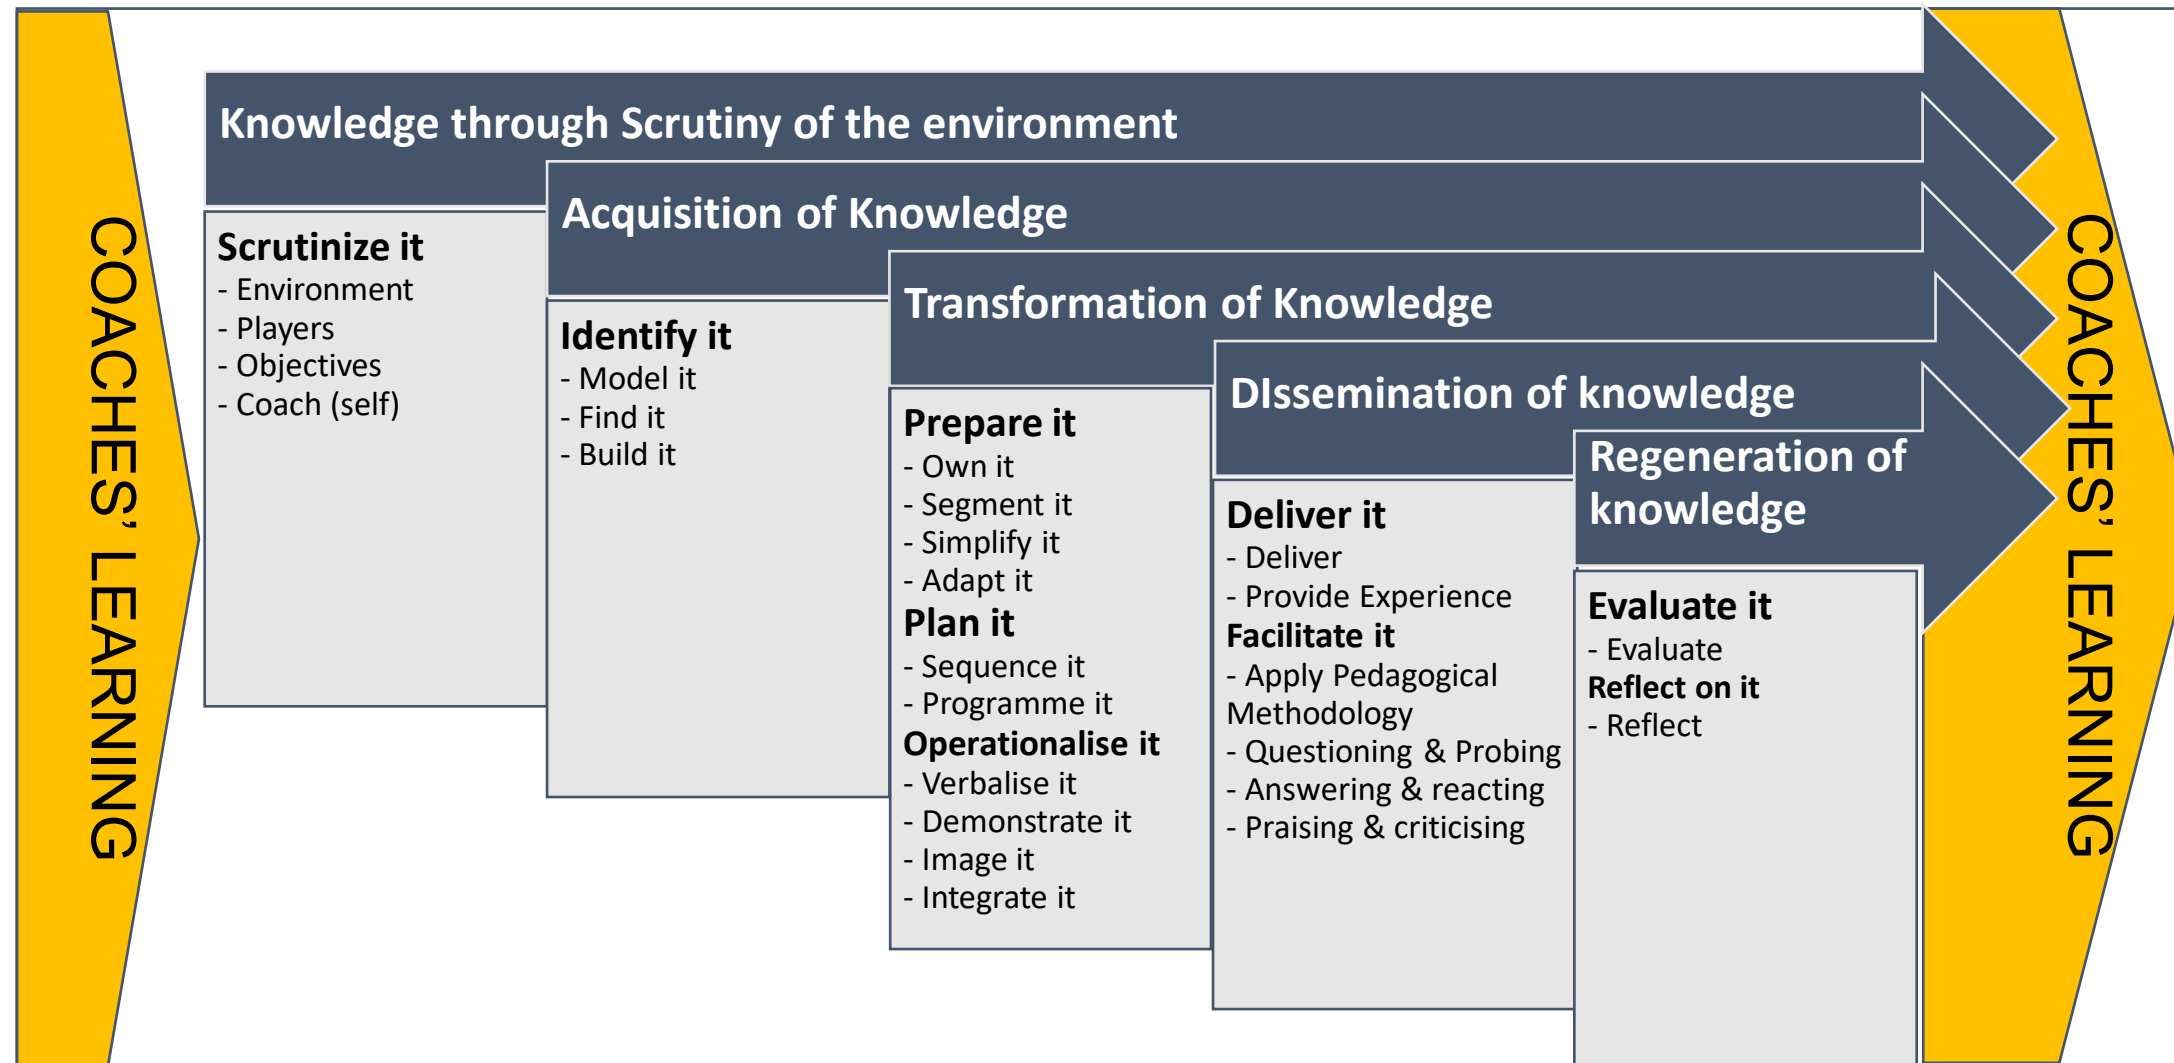 COACHES’ LEARNING
Knowledge through Scrutiny of the environment
Scrutinize it
- Environment
- Players
- Objectives
- Coach (self)
Acquisition of Knowledge
Identify it
- Model it
- Find it
- Build it
Transformation of Knowledge
Prepare it
- Own it
- Segment it
- Simplify it
- Adapt it
Plan it
- Sequence it
- Programme it
Operationalise it
- Verbalise it
- Demonstrate it
- Image it
- Integrate it
DIssemination of knowledge
Deliver it
- Deliver
- Provide Experience
Facilitate it
- Apply Pedagogical
Methodology
- Questioning & Probing
- Answering & reacting
- Praising & criticising
Regeneration of
knowledge
Evaluate it
- Evaluate
Reflect on it
- Reflect
COACHES’ LEARNING